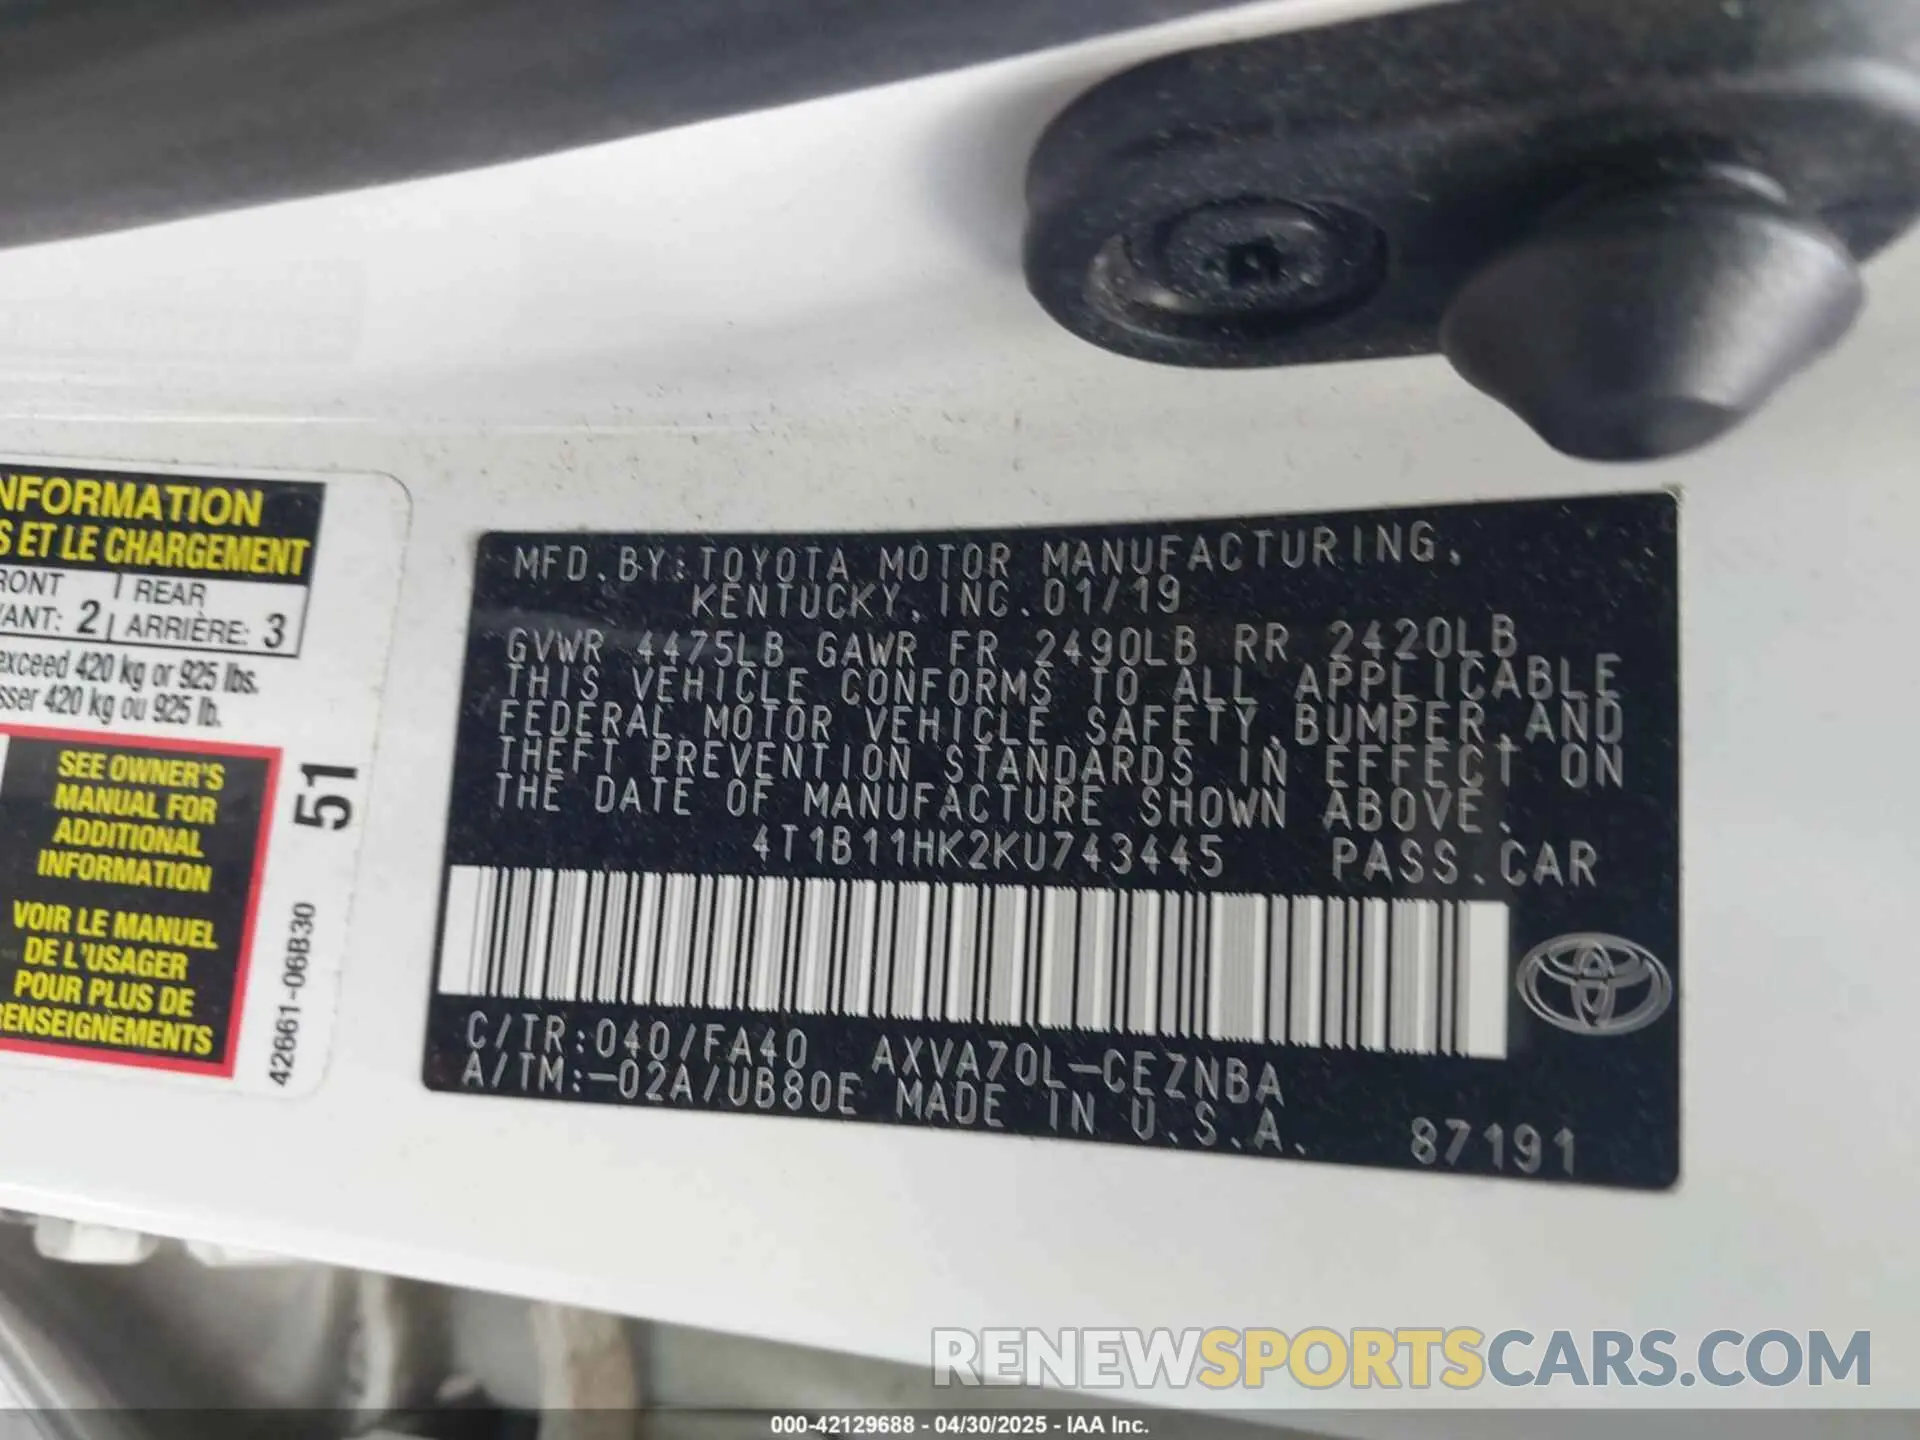 NFORMATION
S ET LE CHARGEMENT
RONT REAR
VANT: 2 ARRIÈRE: 3
exceed 420 kg or 925 lbs.
sser 420 kg ou 925 lb.
SEE OWNER'S
MANUAL FOR
ADDITIONAL
INFORMATION
VOIR LE MANUEL
DE L'USAGER
POUR PLUS DE
RENSEIGNEMENTS
51
42661-06B30
MFD.BY:TOYOTA MOTOR MANUFACTURING,
KENTUCKY,INC.01/19
GVWR 4475LB GAWR FR 2490LB RR 2420LB
THIS VEHICLE CONFORMS TO ALL APPLICABLE
FEDERAL MOTOR VEHICLE SAFETY,BUMPER,AND
THEFT PREVENTION STANDARDS IN EFFECT ON
THE DATE OF MANUFACTURE SHOWN ABOVE.
4T1B11HK2KU743445 PASS.CAR
C/TR:040/FA40 AXVA70L-CEZNBA
A/TM:-02A/UB80E MADE IN U.S.A.
87191
RENEWSPORTSCARS.COM
000-42129688 - 04/30/2025 - IAA Inc.